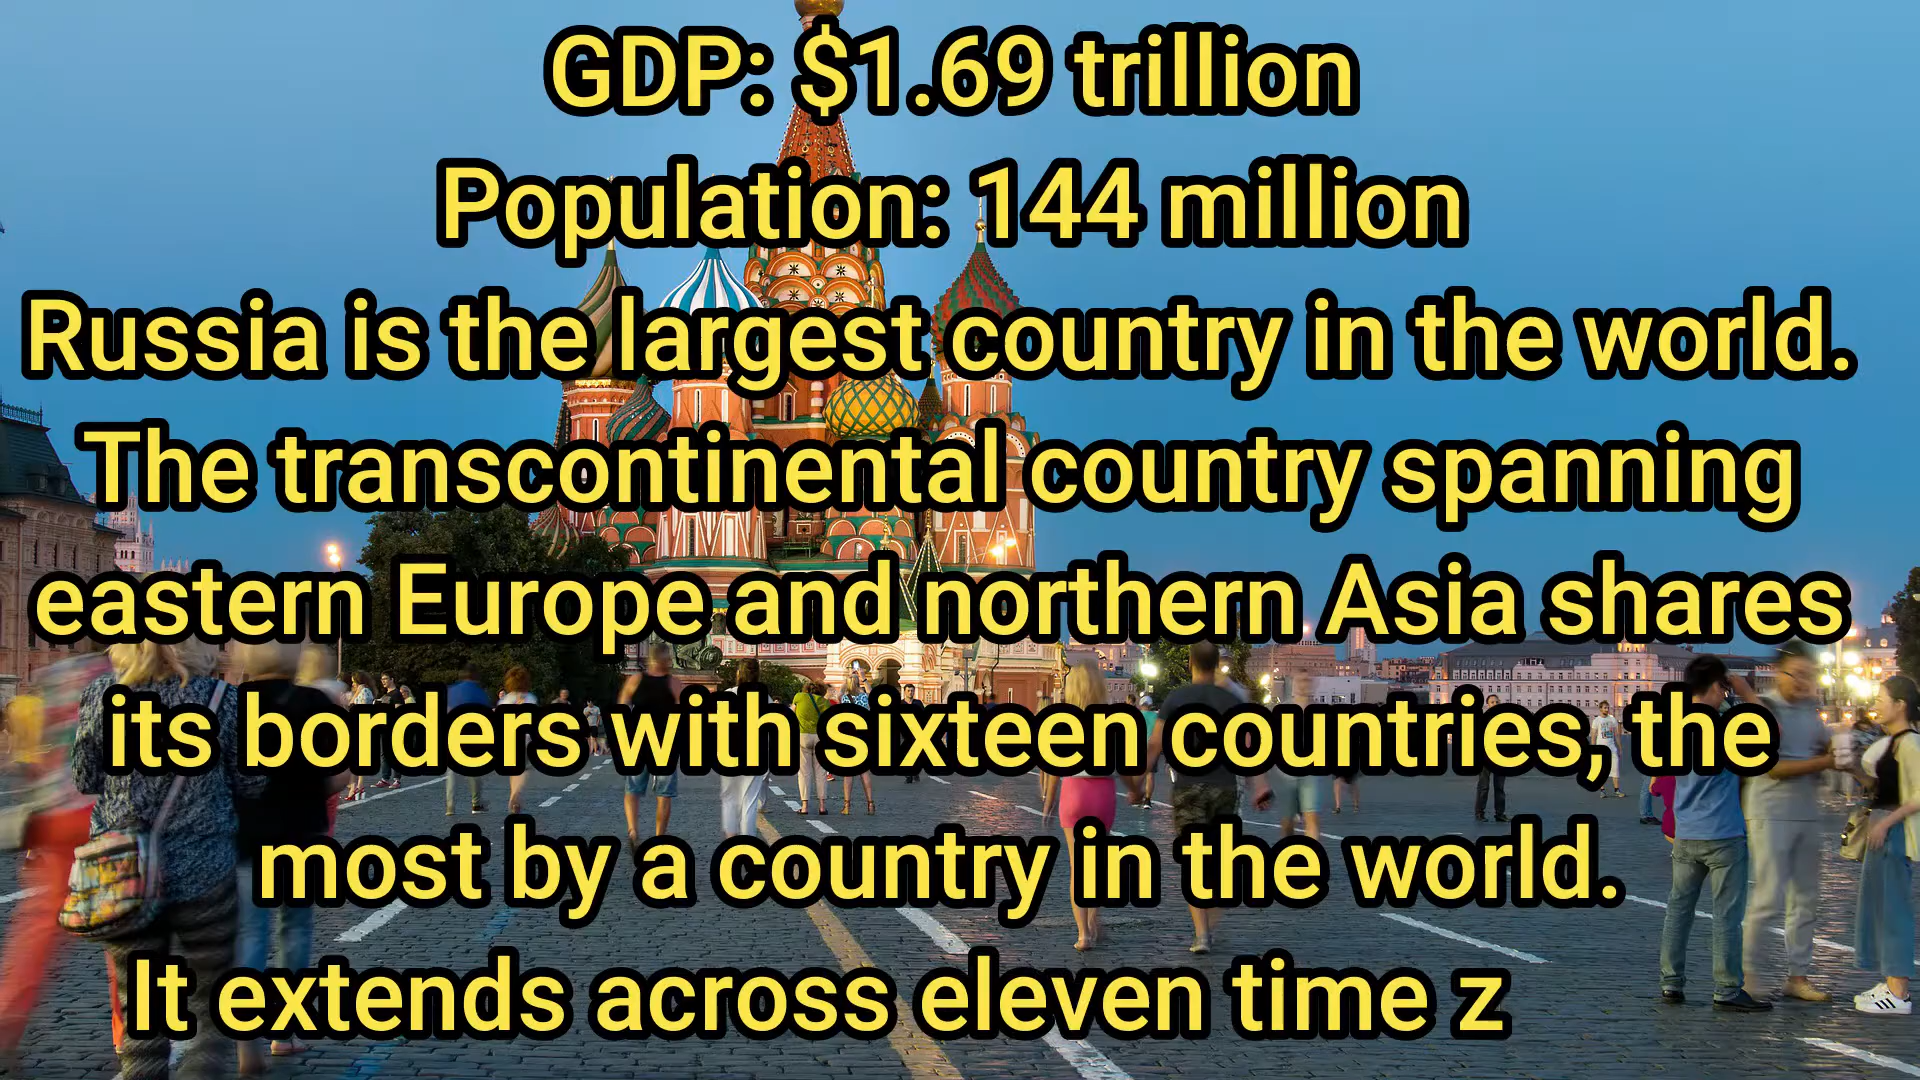 GDP: $1.69 trillion
Population: 144 million
Russia is the largest country in the world.
The transcontinental country spanning
eastern Europe and northern Asia shares
its borders with sixteen countries, the
most by a country in the world.
It extends across eleven time z